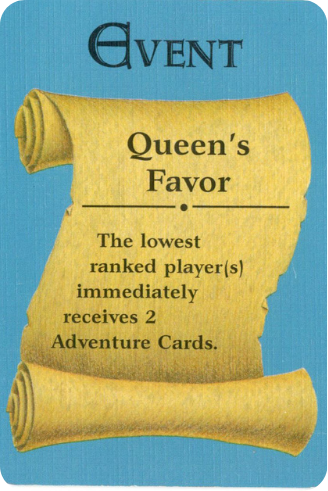 EVENT
Queen's
Favor
The lowest
ranked player(s)
immediately
receives 2
Adventure Cards.